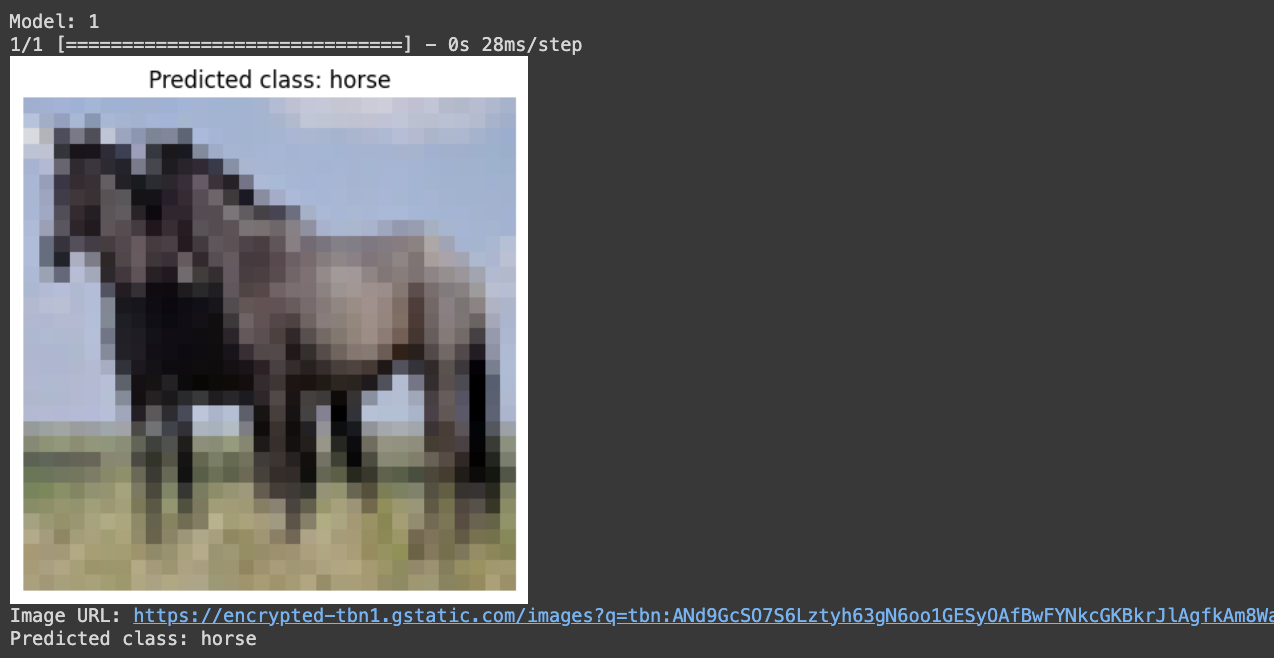 Model: 1
1/1 [==============================] - 0s 28ms/step
Predicted class: horse
Image URL: https://encrypted-tbn1.gstatic.com/images?q=tbn:ANd9GcSO7S6Lztyh63gN6oo1GESyOAfBwFYNkcGKBkrJlAgfkAm8Wa
Predicted class: horse